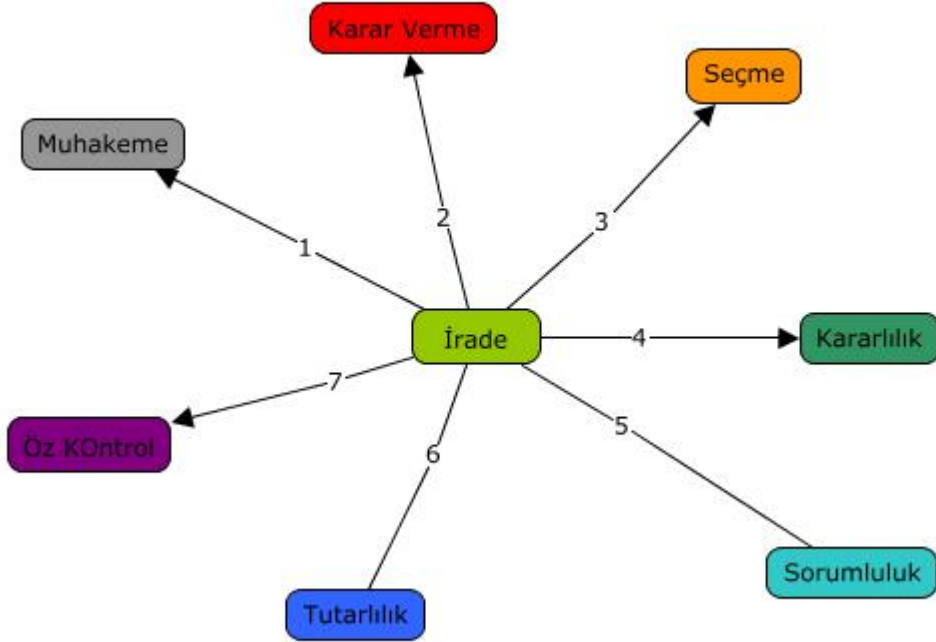 Karar Verme
Seçme
Muhakeme
2
3
1
İrade
4
Kararlılık
7
5
Öz KOntrol
6
Sorumluluk
Tutarlılık